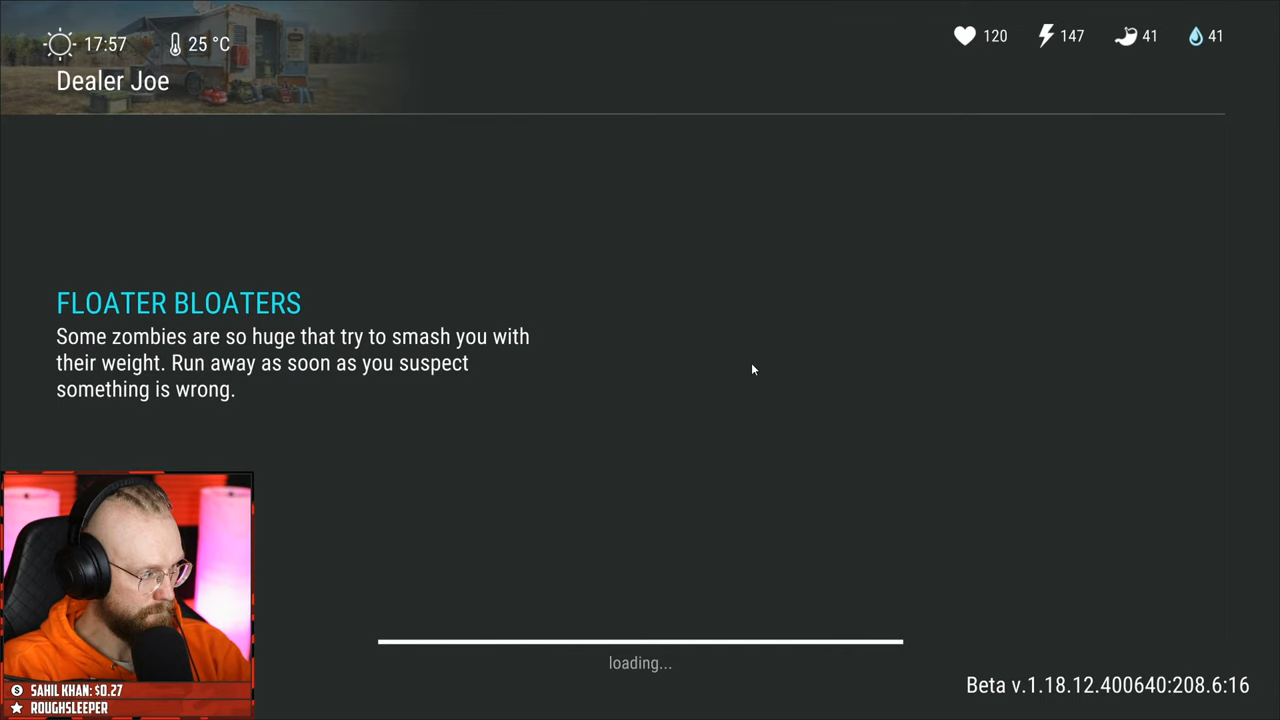 17:57 25 °C 120 147 41 41
Dealer Joe
FLOATER BLOATERS
Some zombies are so huge that try to smash you with
their weight. Run away as soon as you suspect
something is wrong.
loading...
Beta v.1.18.12.400640:208.6:16
SAHIL KHAN: $0.27
ROUGHSLEEPER